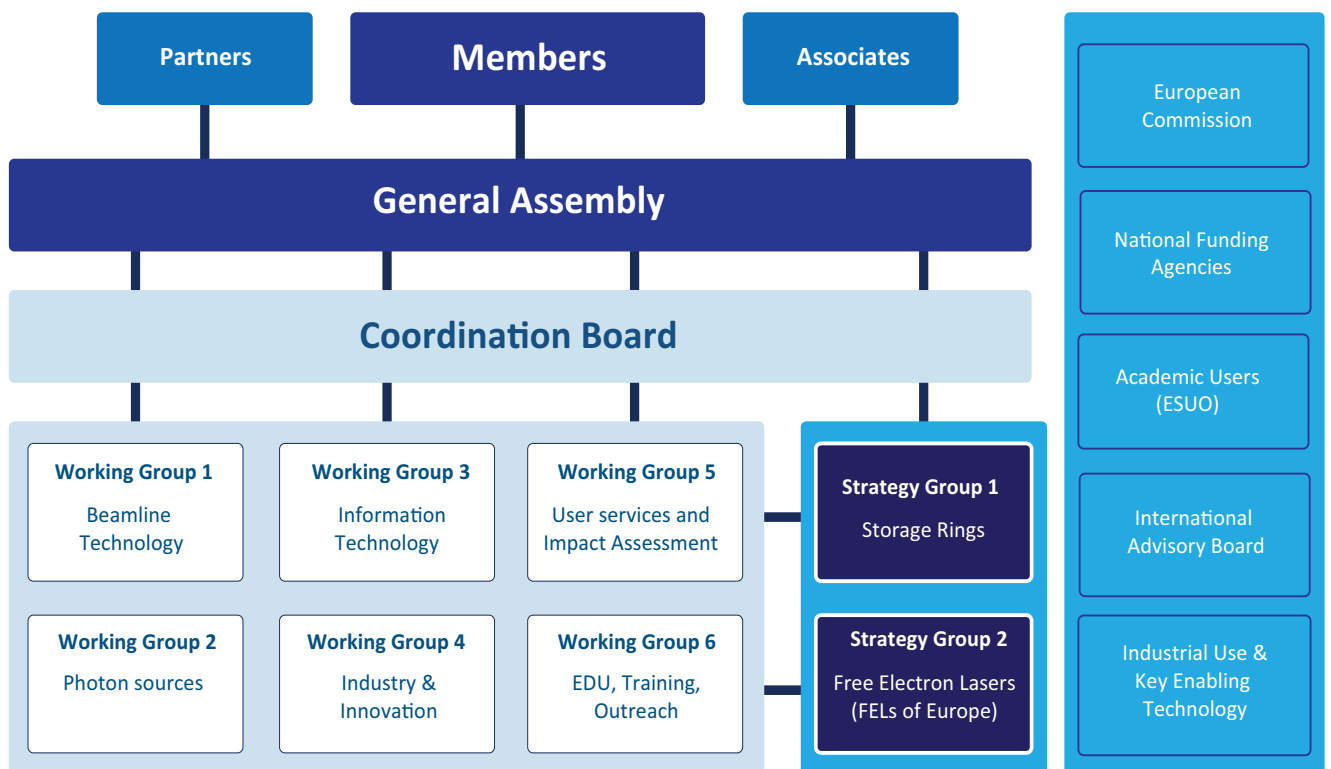 Partners
Members
Associates
General Assembly
Coordination Board
Working Group 1
Beamline
Technology
Working Group 3
Information
Technology
Working Group 5
User services and
Impact Assessment
Working Group 2
Photon sources
Working Group 4
Industry &
Innovation
Working Group 6
EDU, Training,
Outreach
Strategy Group 1
Storage Rings
Strategy Group 2
Free Electron Lasers
(FELs of Europe)
European
Commission
National Funding
Agencies
Academic Users
(ESUO)
International
Advisory Board
Industrial Use &
Key Enabling
Technology